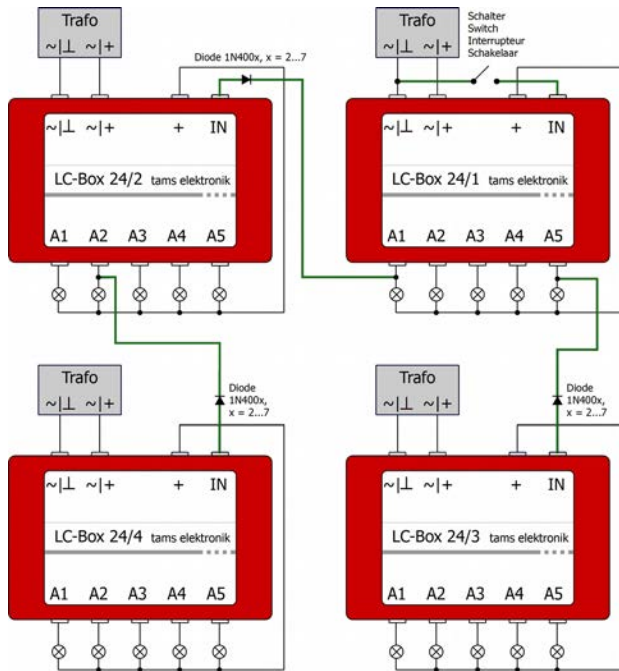 Trafo
~|⊥ ~|+
Diode 1N400x, x = 2...7
~|⊥ ~|+ + IN
LC-Box 24/2 tams elektronik
A1 A2 A3 A4 A5
Trafo
~|⊥ ~|+
Schalter
Switch
Interrupteur
Schakelaar
~|⊥ ~|+ + IN
LC-Box 24/1 tams elektronik
A1 A2 A3 A4 A5
Trafo
~|⊥ ~|+
Diode
1N400x,
x = 2...7
~|⊥ ~|+ + IN
LC-Box 24/4 tams elektronik
A1 A2 A3 A4 A5
Trafo
~|⊥ ~|+
Diode
1N400x,
x = 2...7
~|⊥ ~|+ + IN
LC-Box 24/3 tams elektronik
A1 A2 A3 A4 A5